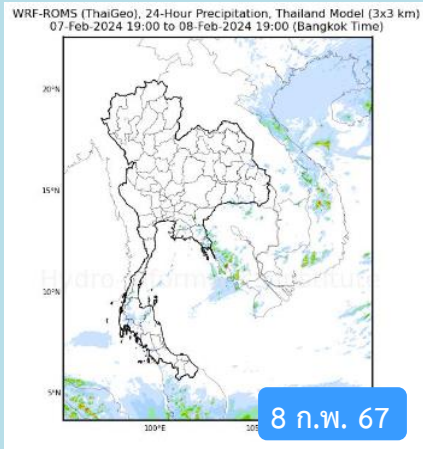 WRF-ROMS (ThaiGeo), 24-Hour Precipitation, Thailand Model (3x3 km)
07-Feb-2024 19:00 to 08-Feb-2024 19:00 (Bangkok Time)
20°N
15°N
10°N
5°N
100°E
8 ก.พ. 67